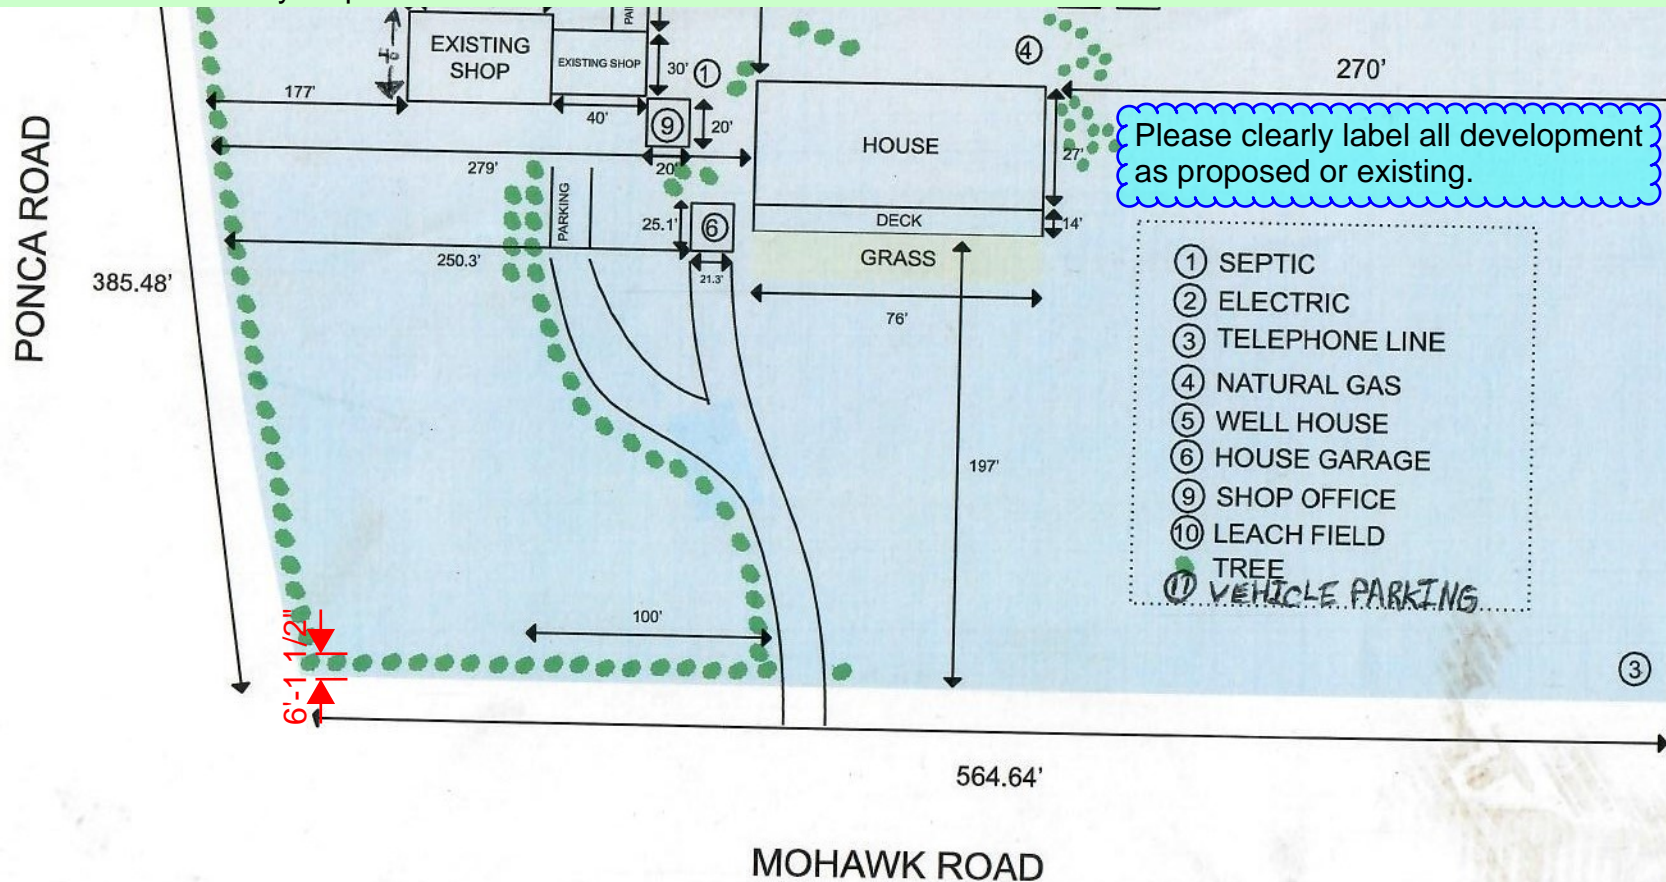 EXISTING
SHOP
EXISTING SHOP
30'
①
④
270'
177'
40'
⑨
20'
HOUSE
27'
Please clearly label all development
as proposed or existing.
279'
20'
PARKING
25.1'
⑥
DECK
14'
250.3'
21.3'
GRASS
76'
PONCA ROAD
385.48'
① SEPTIC
② ELECTRIC
③ TELEPHONE LINE
④ NATURAL GAS
⑤ WELL HOUSE
⑥ HOUSE GARAGE
⑨ SHOP OFFICE
⑩ LEACH FIELD
TREE
⑪ VEHICLE PARKING
197'
100'
6'-1 1/2"
③
564.64'
MOHAWK ROAD